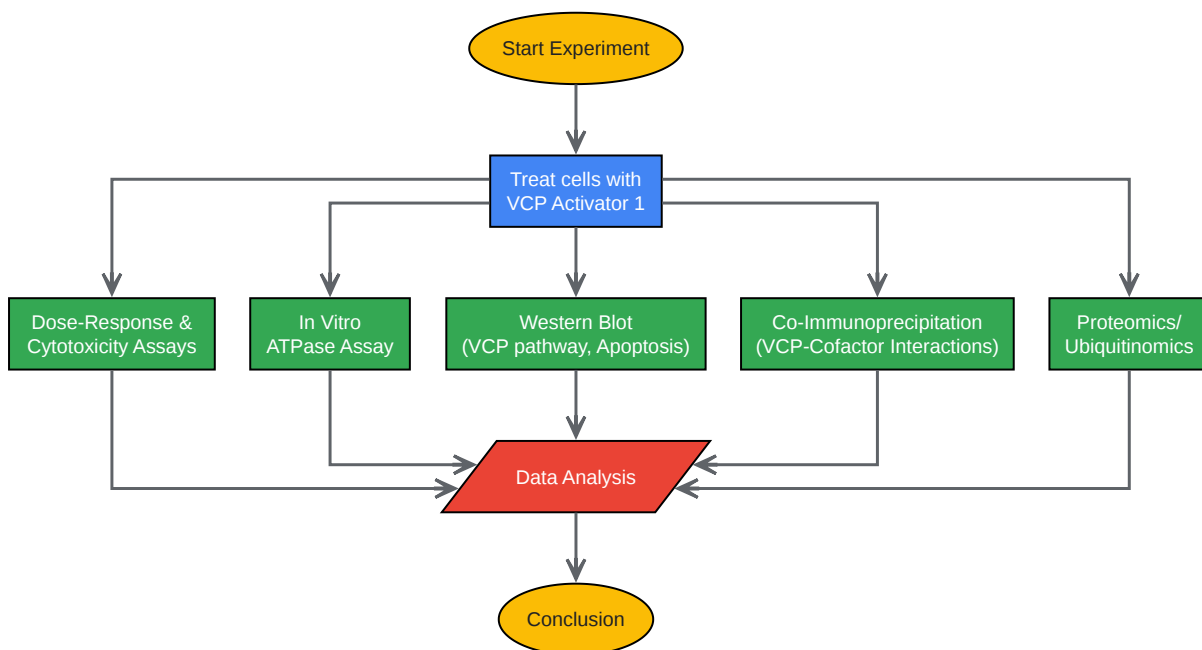 Start Experiment
Treat cells with
VCP Activator 1
Dose-Response &
Cytotoxicity Assays
In Vitro
ATPase Assay
Western Blot
(VCP pathway, Apoptosis)
Co-Immunoprecipitation
(VCP-Cofactor Interactions)
Proteomics/
Ubiquitinomics
Data Analysis
Conclusion